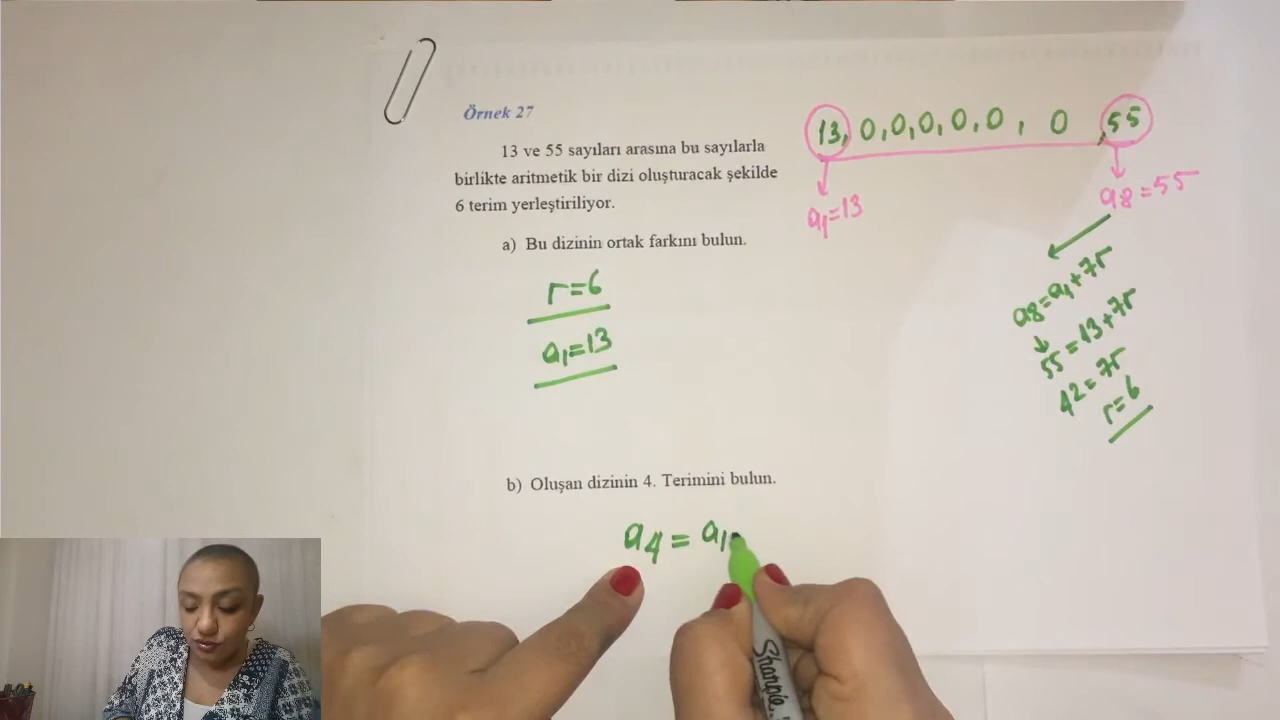 Örnek 27
13 ve 55 sayıları arasına bu sayılarla
birlikte aritmetik bir dizi oluşturacak şekilde
6 terim yerleştiriliyor.
a) Bu dizinin ortak farkını bulun.
r=6
a1=13
b) Oluşan dizinin 4. Terimini bulun.
a4 = a1
13, 0, 0, 0, 0, 0, 0, 55
a1=13
a8=55
a8=a1+7r
55=13+7r
42=7r
r=6
Sharpie